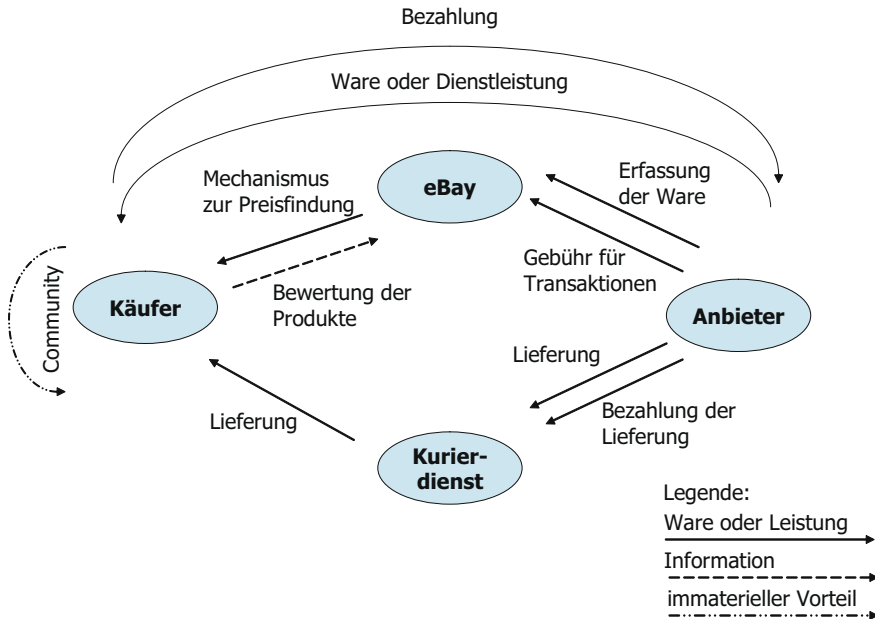 Bezahlung
Ware oder Dienstleistung
Mechanismus
zur Preisfindung
eBay
Erfassung
der Ware
Gebühr für
Transaktionen
Community
Käufer
Bewertung der
Produkte
Anbieter
Lieferung
Lieferung
Bezahlung der
Lieferung
Kurier-
dienst
Legende:
Ware oder Leistung
Information
immaterieller Vorteil